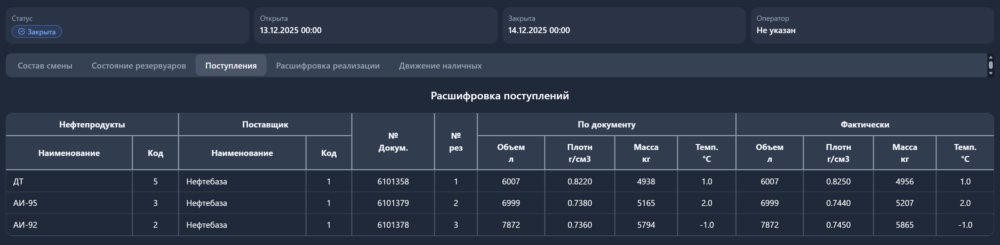 Статус
Закрыта
Открыта
13.12.2025 00:00
Закрыта
14.12.2025 00:00
Оператор
Не указан
Состав смены Состояние резервуаров Поступления Расшифровка реализации Движение наличных
Расшифровка поступлений
Нефтепродукты Поставщик № Докум. № рез По документу Фактически
Наименование Код Наименование Код Объем л Плотн г/см3 Масса кг Темп. °C Объем л Плотн г/см3 Масса кг Темп. °C
ДТ 5 Нефтебаза 1 6101358 1 6007 0.8220 4938 1.0 6007 0.8250 4956 1.0
АИ-95 3 Нефтебаза 1 6101379 2 6999 0.7380 5165 2.0 6999 0.7440 5207 2.0
АИ-92 2 Нефтебаза 1 6101378 3 7872 0.7360 5794 -1.0 7872 0.7450 5865 -1.0